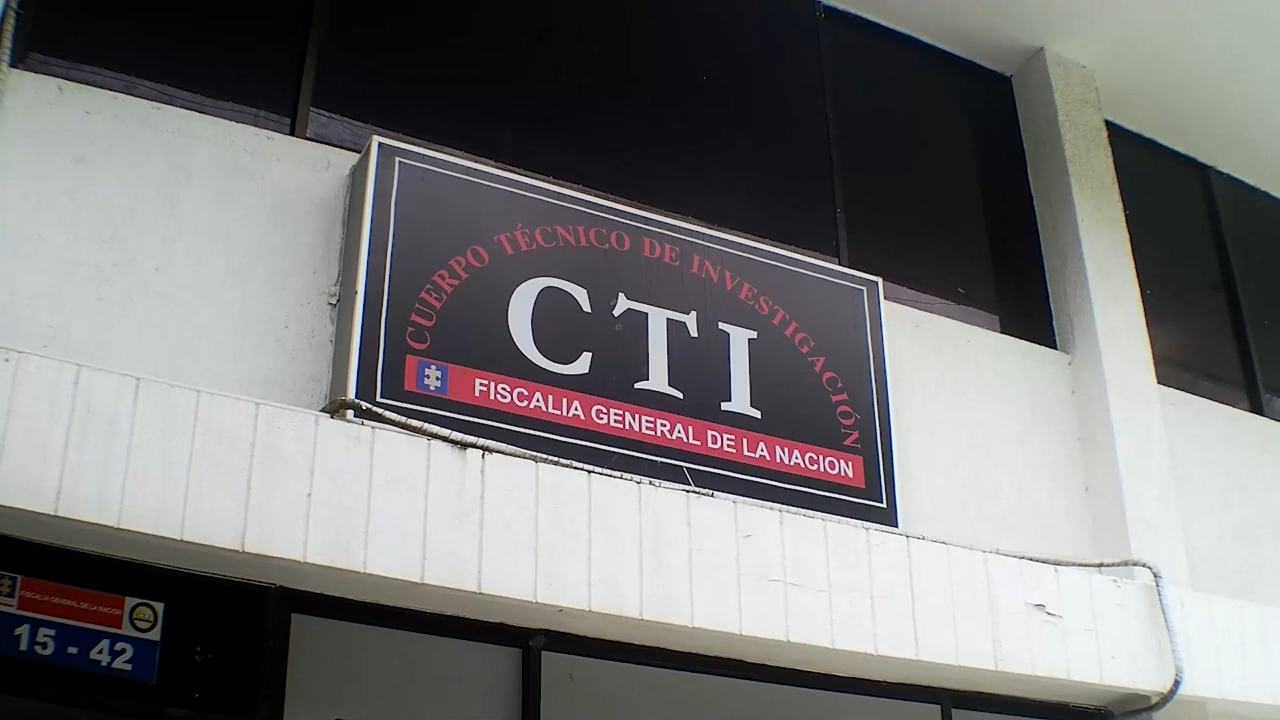 CUERPO TÉCNICO DE INVESTIGACIÓN
CTI
FISCALIA GENERAL DE LA NACION
FISCALIA GENERAL DE LA NACION
15 - 42